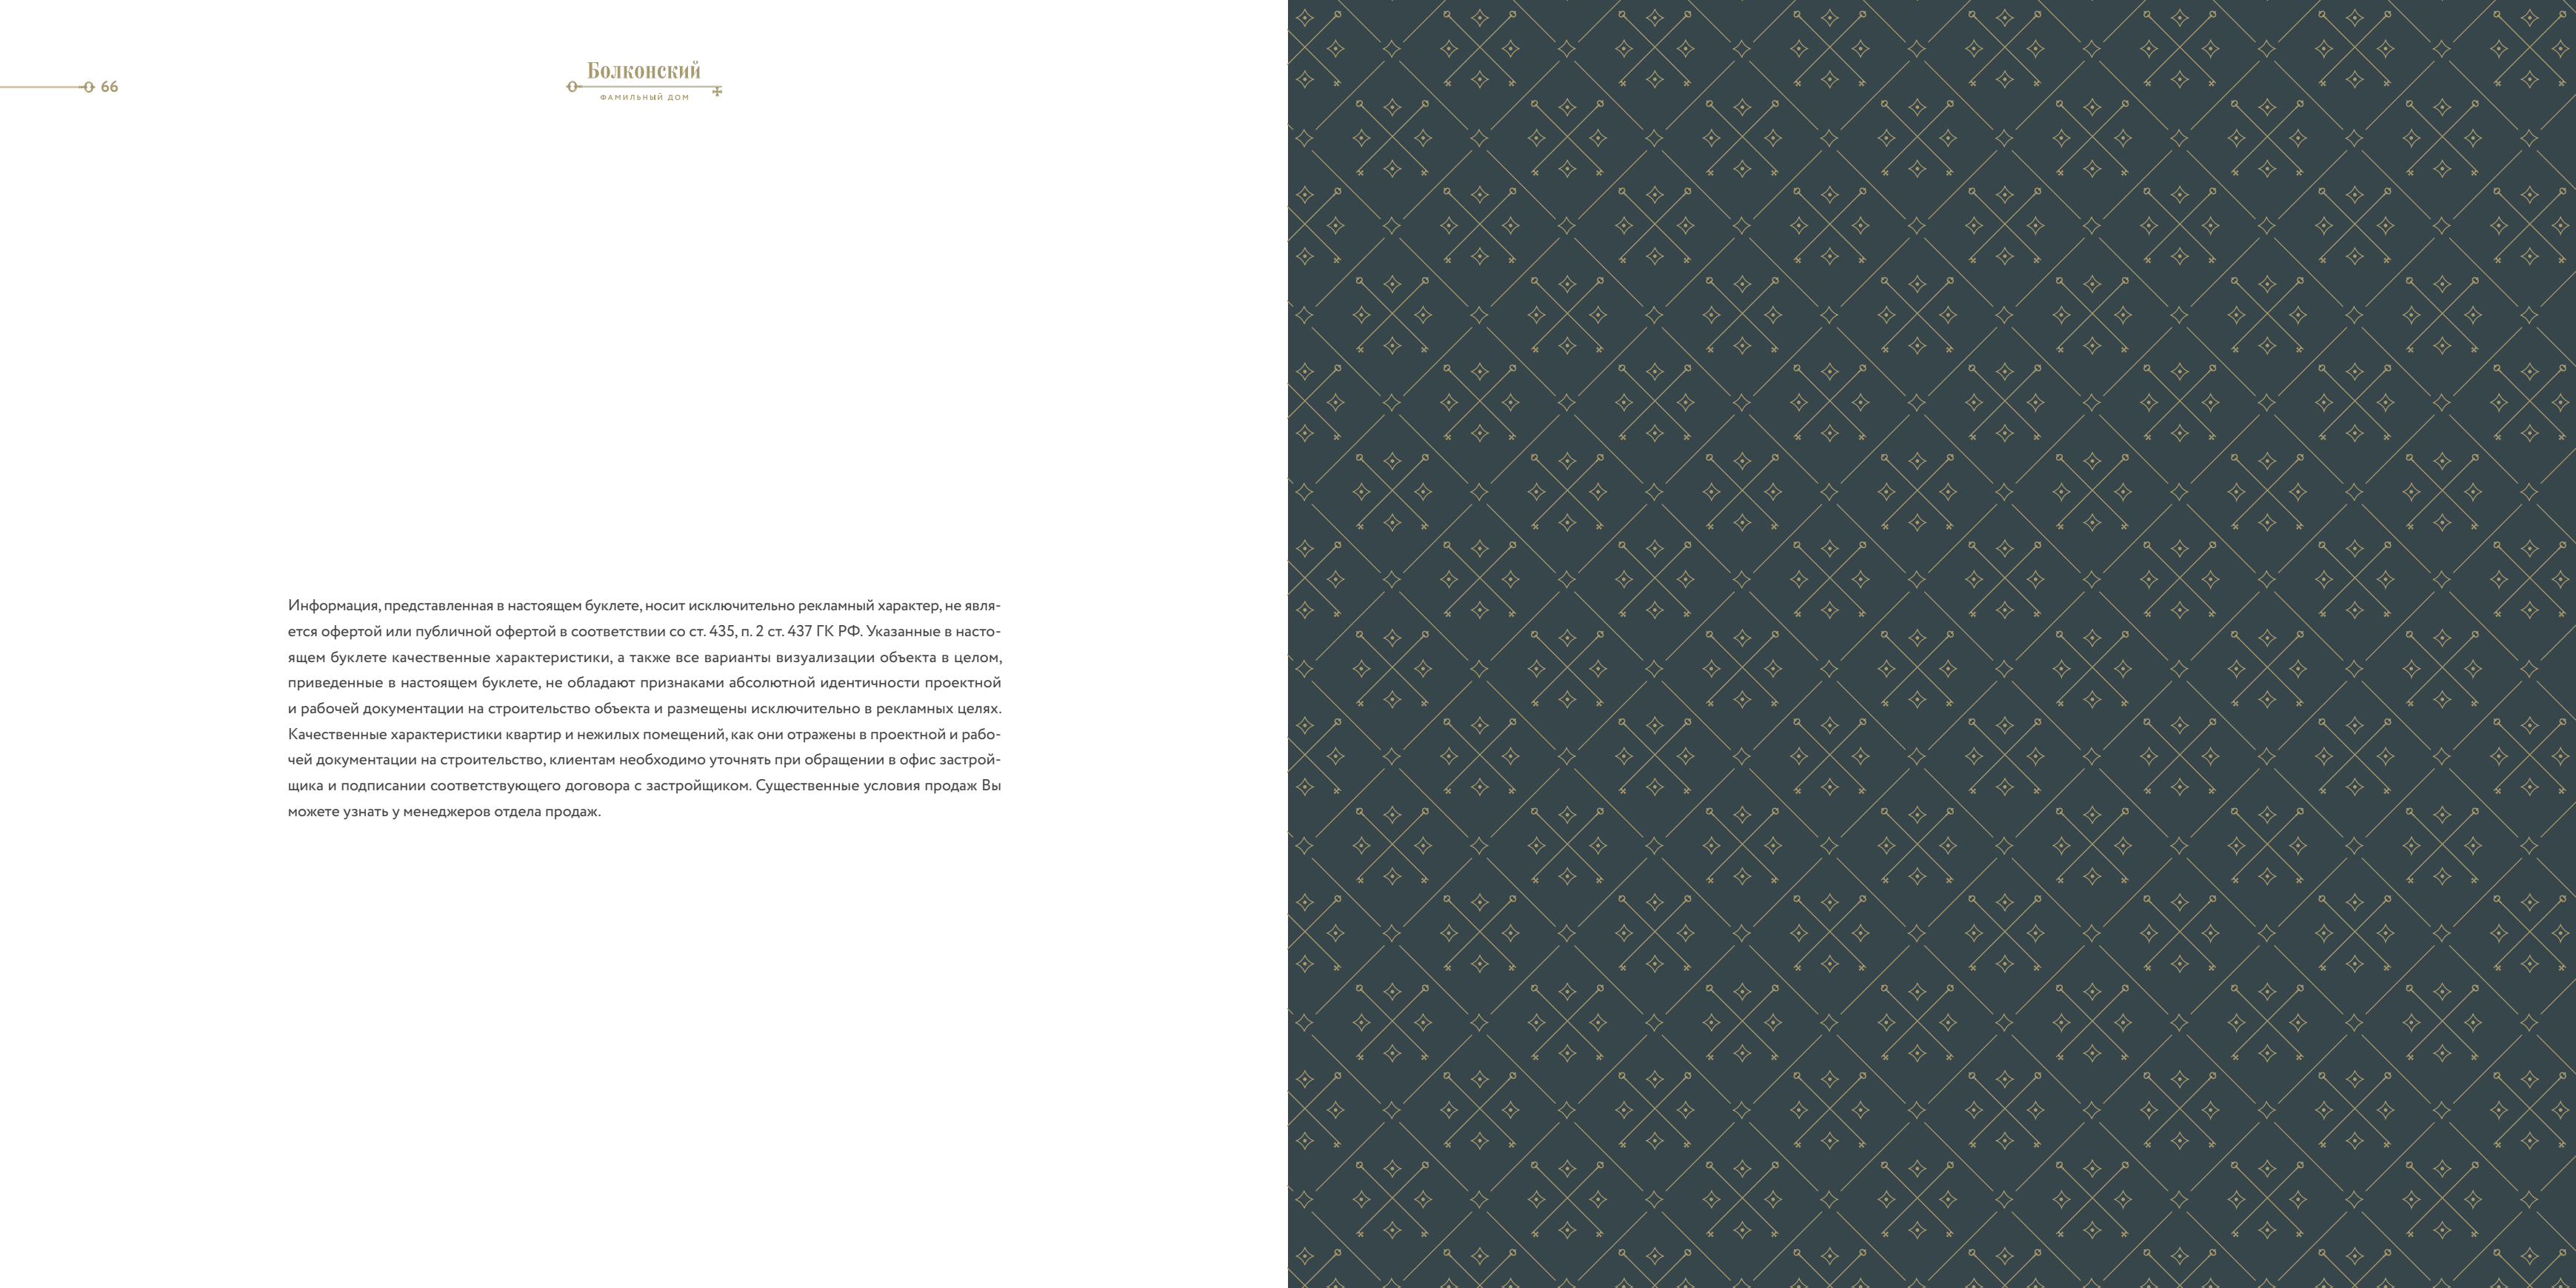 66
Болконский
ФАМИЛЬНЫЙ ДОМ
Информация, представленная в настоящем буклете, носит исключительно рекламный характер, не явля-
ется офертой или публичной офертой в соответствии со ст. 435, п. 2 ст. 437 ГК РФ. Указанные в насто-
ящем буклете качественные характеристики, а также все варианты визуализации объекта в целом,
приведенные в настоящем буклете, не обладают признаками абсолютной идентичности проектной
и рабочей документации на строительство объекта и размещены исключительно в рекламных целях.
Качественные характеристики квартир и нежилых помещений, как они отражены в проектной и рабо-
чей документации на строительство, клиентам необходимо уточнять при обращении в офис застрой-
щика и подписании соответствующего договора с застройщиком. Существенные условия продаж Вы
можете узнать у менеджеров отдела продаж.